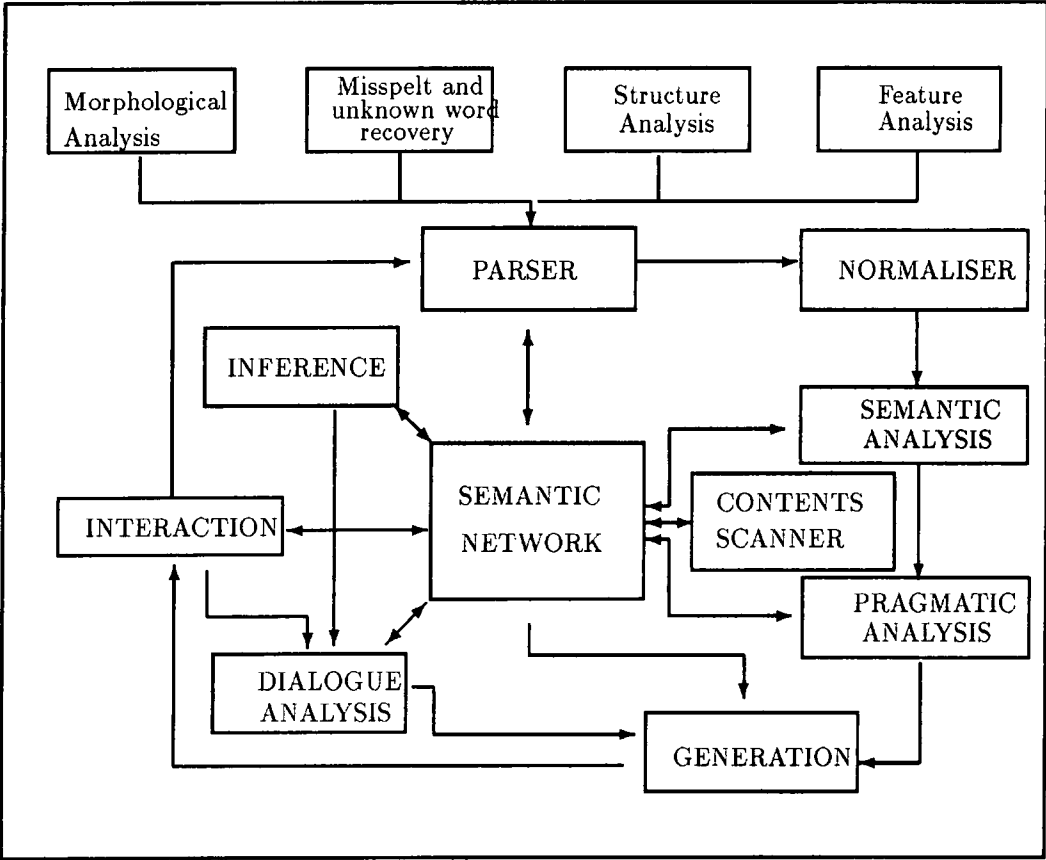 Morphological
Analysis
Misspelt and
unknown word
recovery
Structure
Analysis
Feature
Analysis
PARSER
NORMALISER
INFERENCE
SEMANTIC
ANALYSIS
SEMANTIC
NETWORK
CONTENTS
SCANNER
INTERACTION
PRAGMATIC
ANALYSIS
DIALOGUE
ANALYSIS
GENERATION